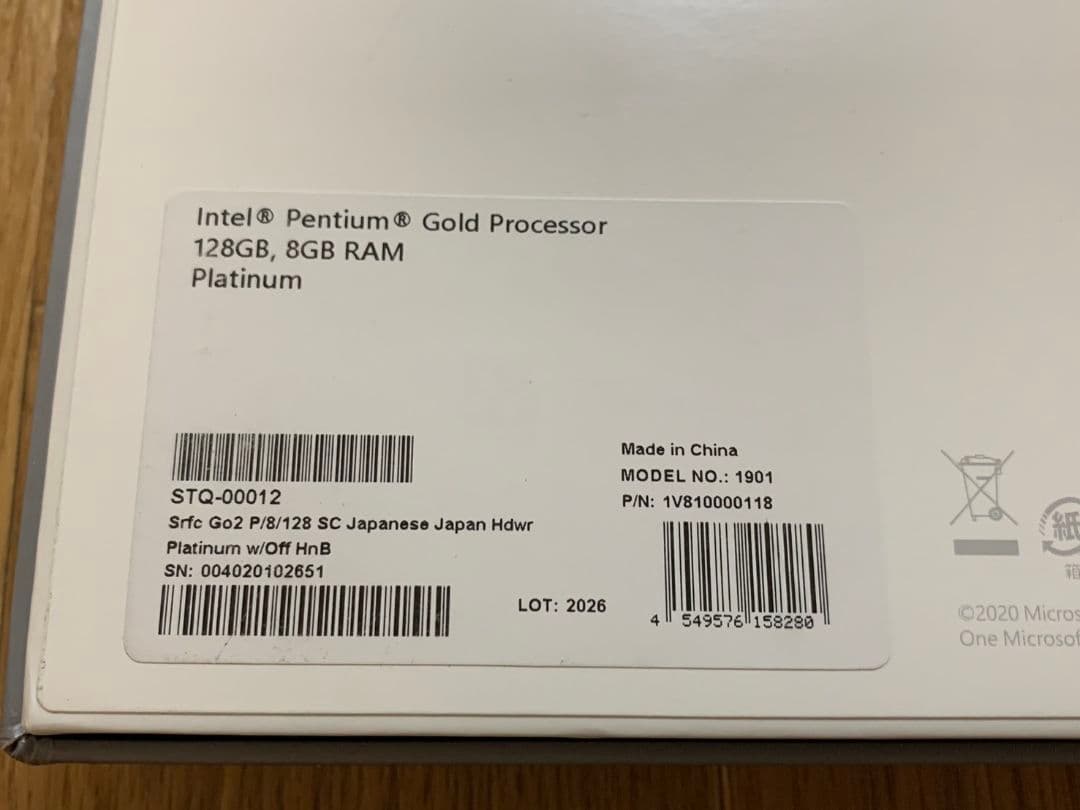 Intel® Pentium® Gold Processor
128GB, 8GB RAM
Platinum
STQ-00012
Srfc Go2 P/8/128 SC Japanese Japan Hdwr
Platinum w/Off HnB
SN: 004020102651
LOT: 2026
Made in China
MODEL NO.: 1901
P/N: 1V810000118
4 549576 158280
紙
箱
©2020 Micros
One Microsof